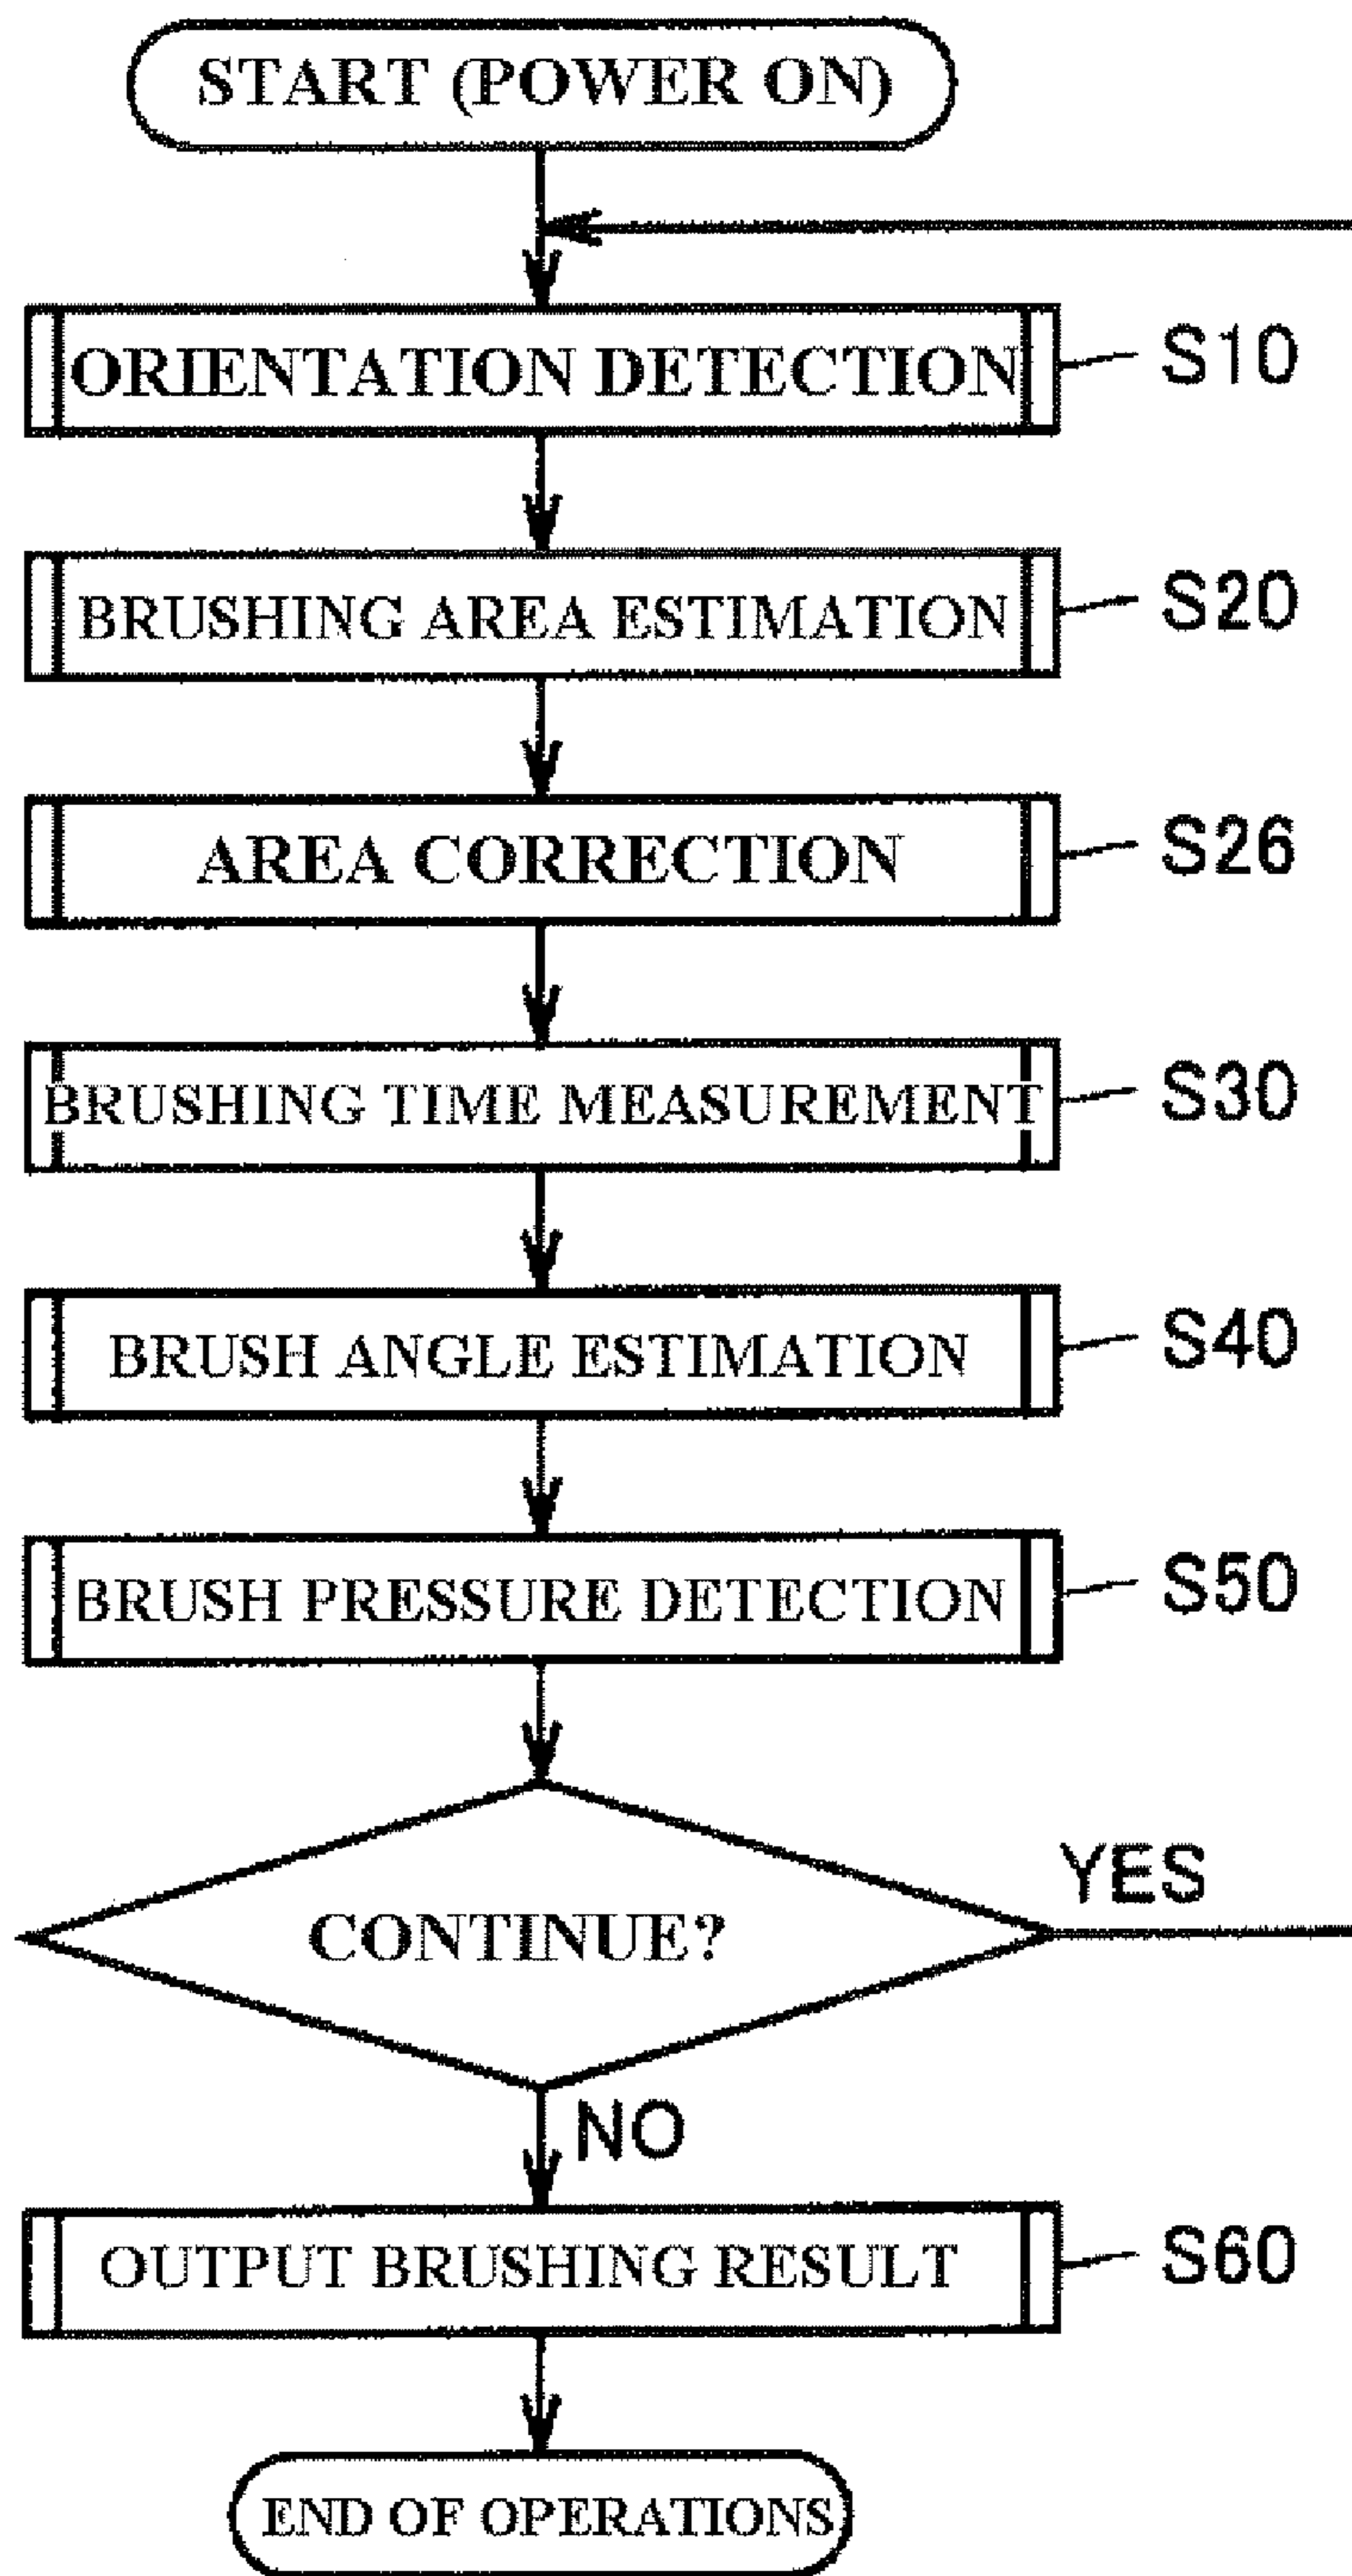 START (POWER ON)
ORIENTATION DETECTION S10
BRUSHING AREA ESTIMATION S20
AREA CORRECTION S26
BRUSHING TIME MEASUREMENT S30
BRUSH ANGLE ESTIMATION S40
BRUSH PRESSURE DETECTION S50
YES
CONTINUE?
NO
OUTPUT BRUSHING RESULT S60
END OF OPERATIONS